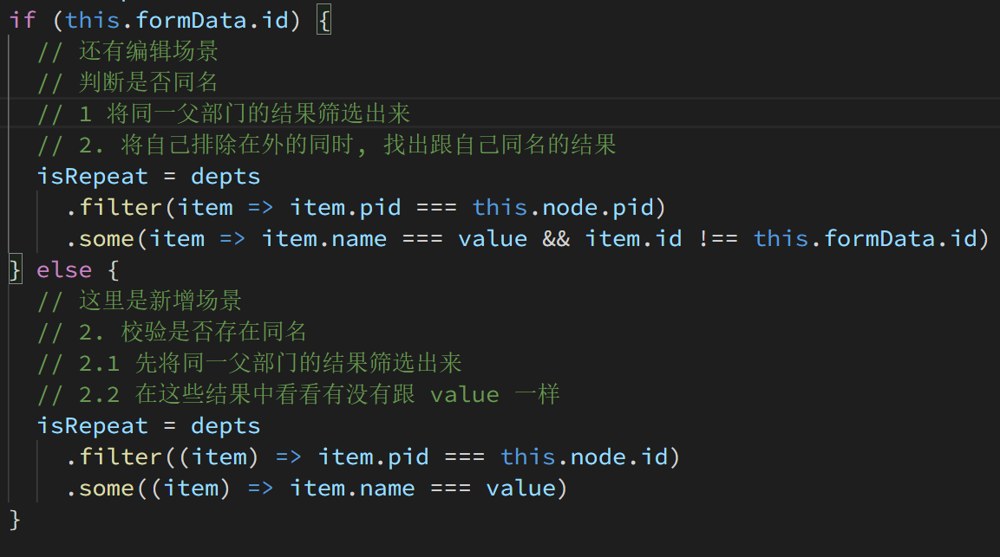 if (this.formData.id) {
// 还有编辑场景
// 判断是否同名
// 1 将同一父部门的结果筛选出来
// 2. 将自己排除在外的同时, 找出跟自己同名的结果
isRepeat = depts
.filter(item => item.pid === this.node.pid)
.some(item => item.name === value && item.id !== this.formData.id)
} else {
// 这里是新增场景
// 2. 校验是否存在同名
// 2.1 先将同一父部门的结果筛选出来
// 2.2 在这些结果中看看有没有跟 value 一样
isRepeat = depts
.filter((item) => item.pid === this.node.id)
.some((item) => item.name === value)
}